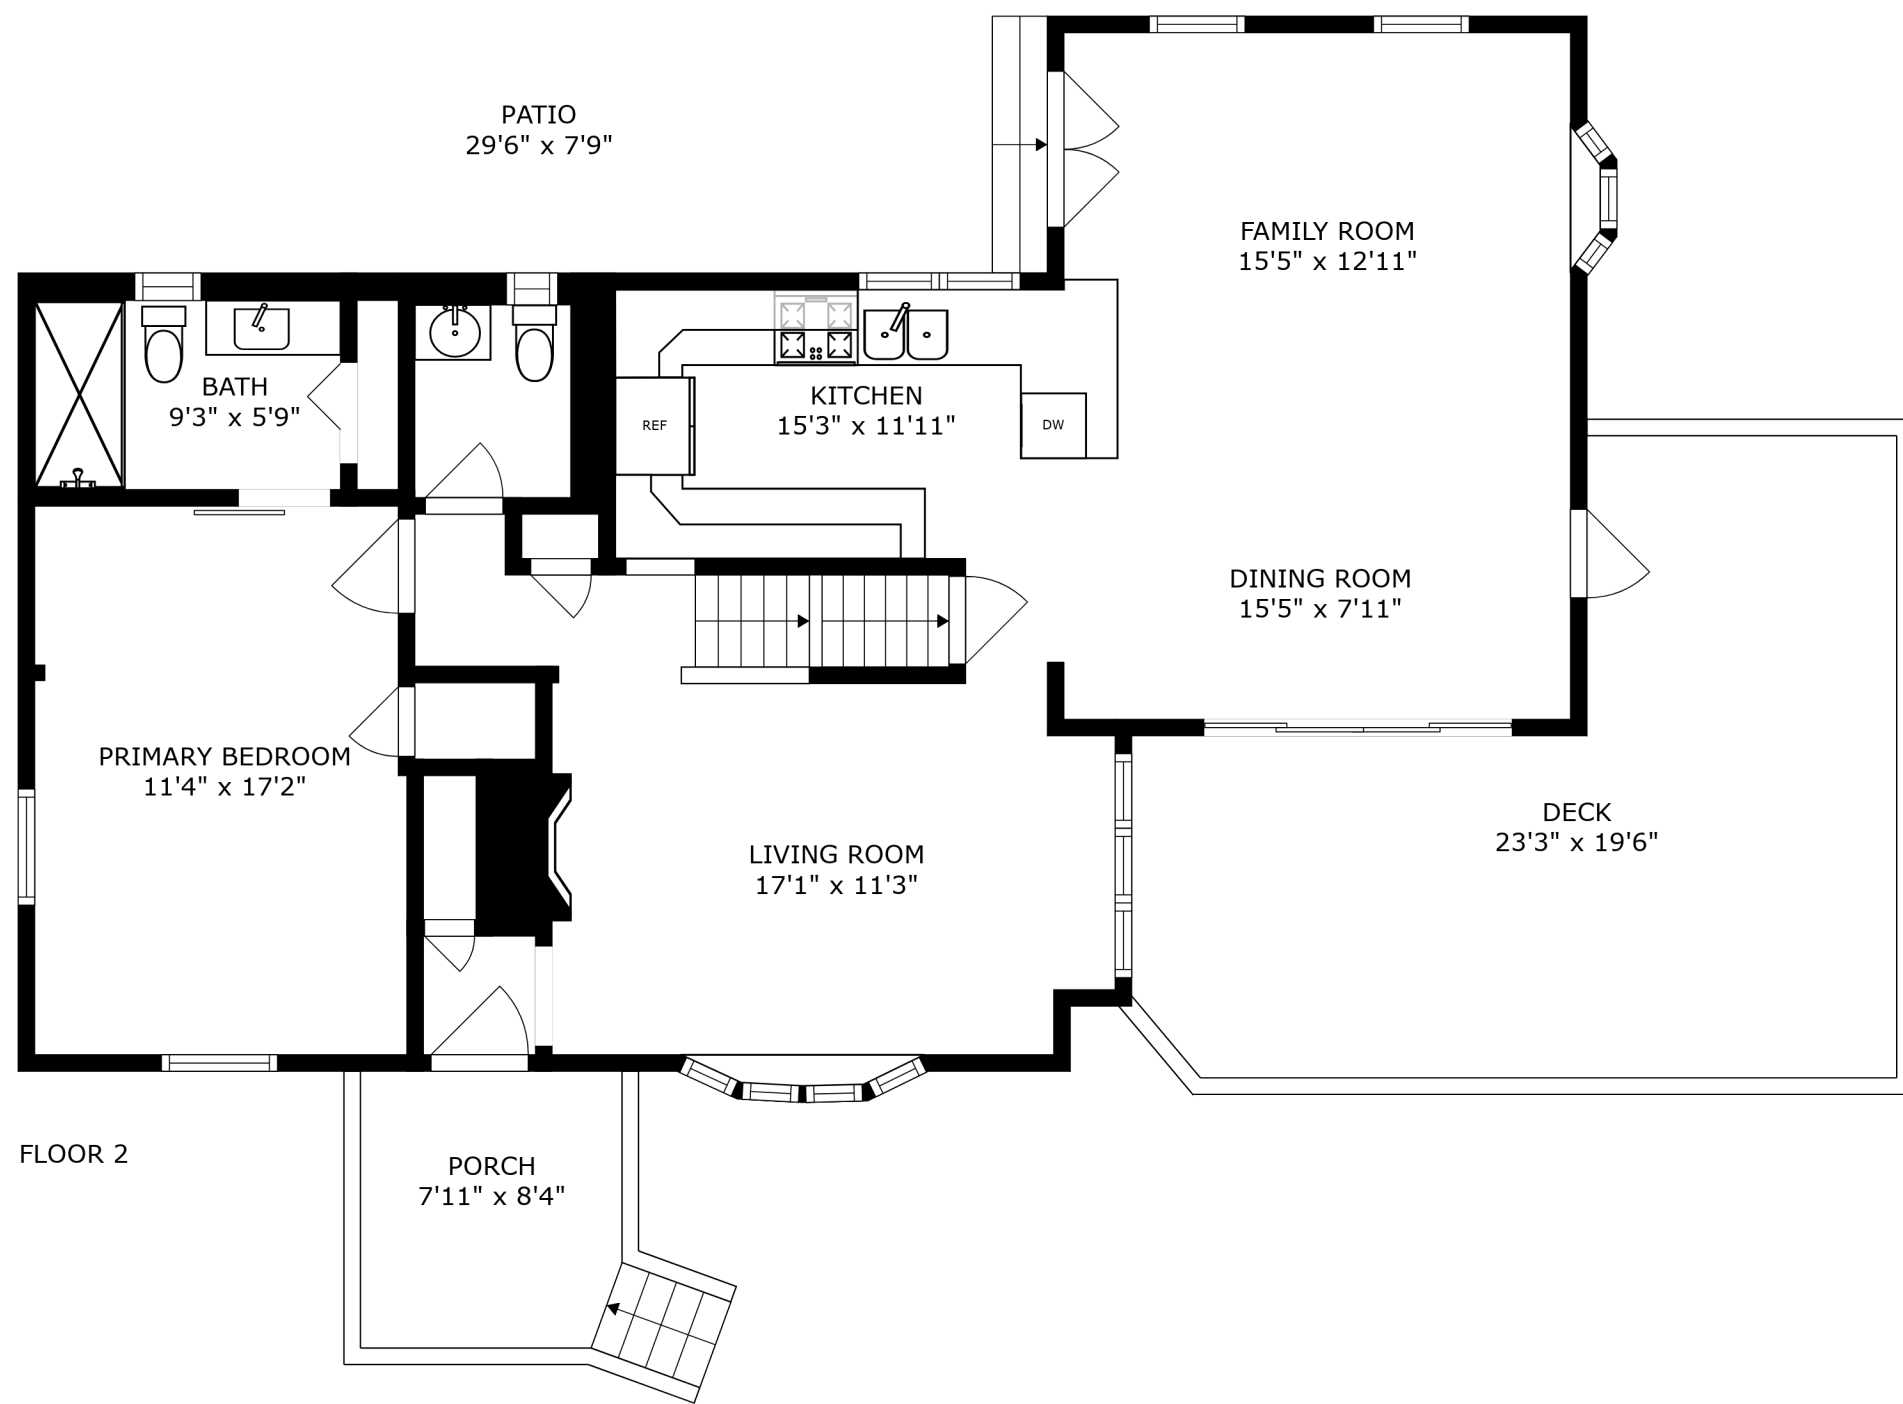 PATIO
29'6" x 7'9"
FAMILY ROOM
15'5" x 12'11"
BATH
9'3" x 5'9"
KITCHEN
15'3" x 11'11"
REF
DW
DINING ROOM
15'5" x 7'11"
PRIMARY BEDROOM
11'4" x 17'2"
LIVING ROOM
17'1" x 11'3"
DECK
23'3" x 19'6"
FLOOR 2
PORCH
7'11" x 8'4"